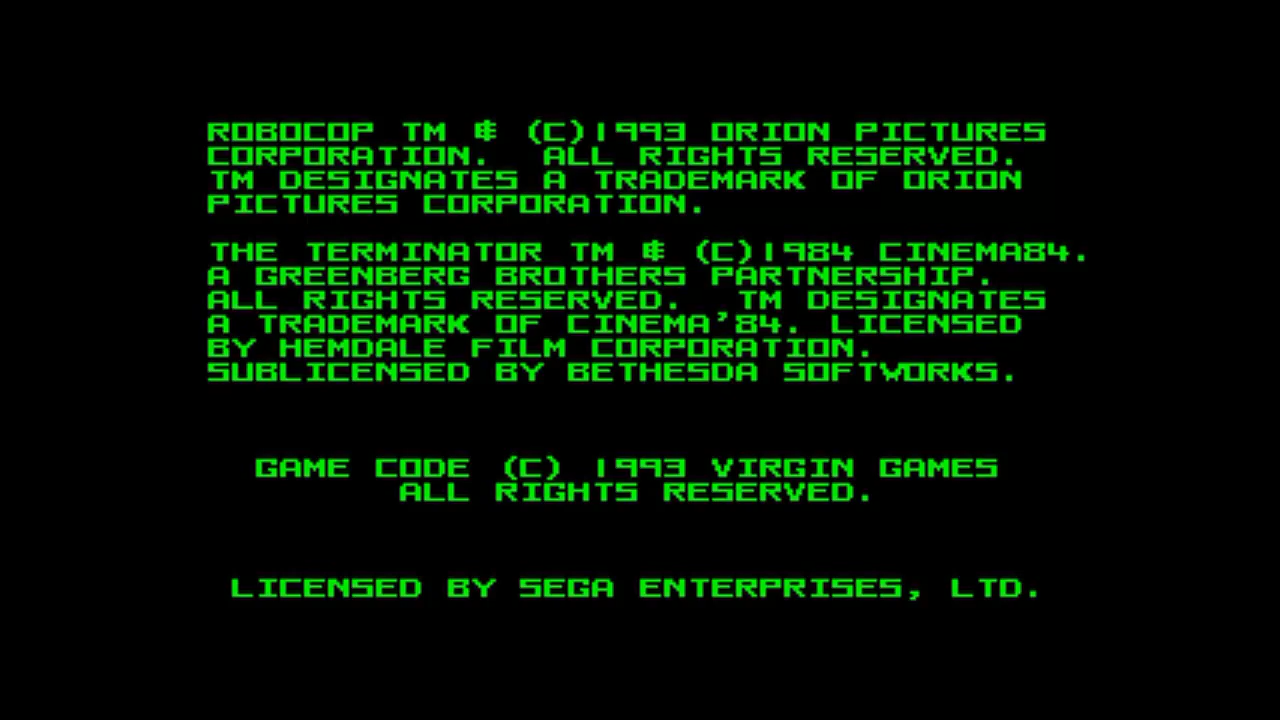 ROBOCOP TM & (C)1993 ORION PICTURES
CORPORATION.  ALL RIGHTS RESERVED.
TM DESIGNATES A TRADEMARK OF ORION
PICTURES CORPORATION.
THE TERMINATOR TM & (C)1984 CINEMA84.
A GREENBERG BROTHERS PARTNERSHIP.
ALL RIGHTS RESERVED.  TM DESIGNATES
A TRADEMARK OF CINEMA'84. LICENSED
BY HEMDALE FILM CORPORATION.
SUBLICENSED BY BETHESDA SOFTWORKS.
GAME CODE (C) 1993 VIRGIN GAMES
ALL RIGHTS RESERVED.
LICENSED BY SEGA ENTERPRISES, LTD.